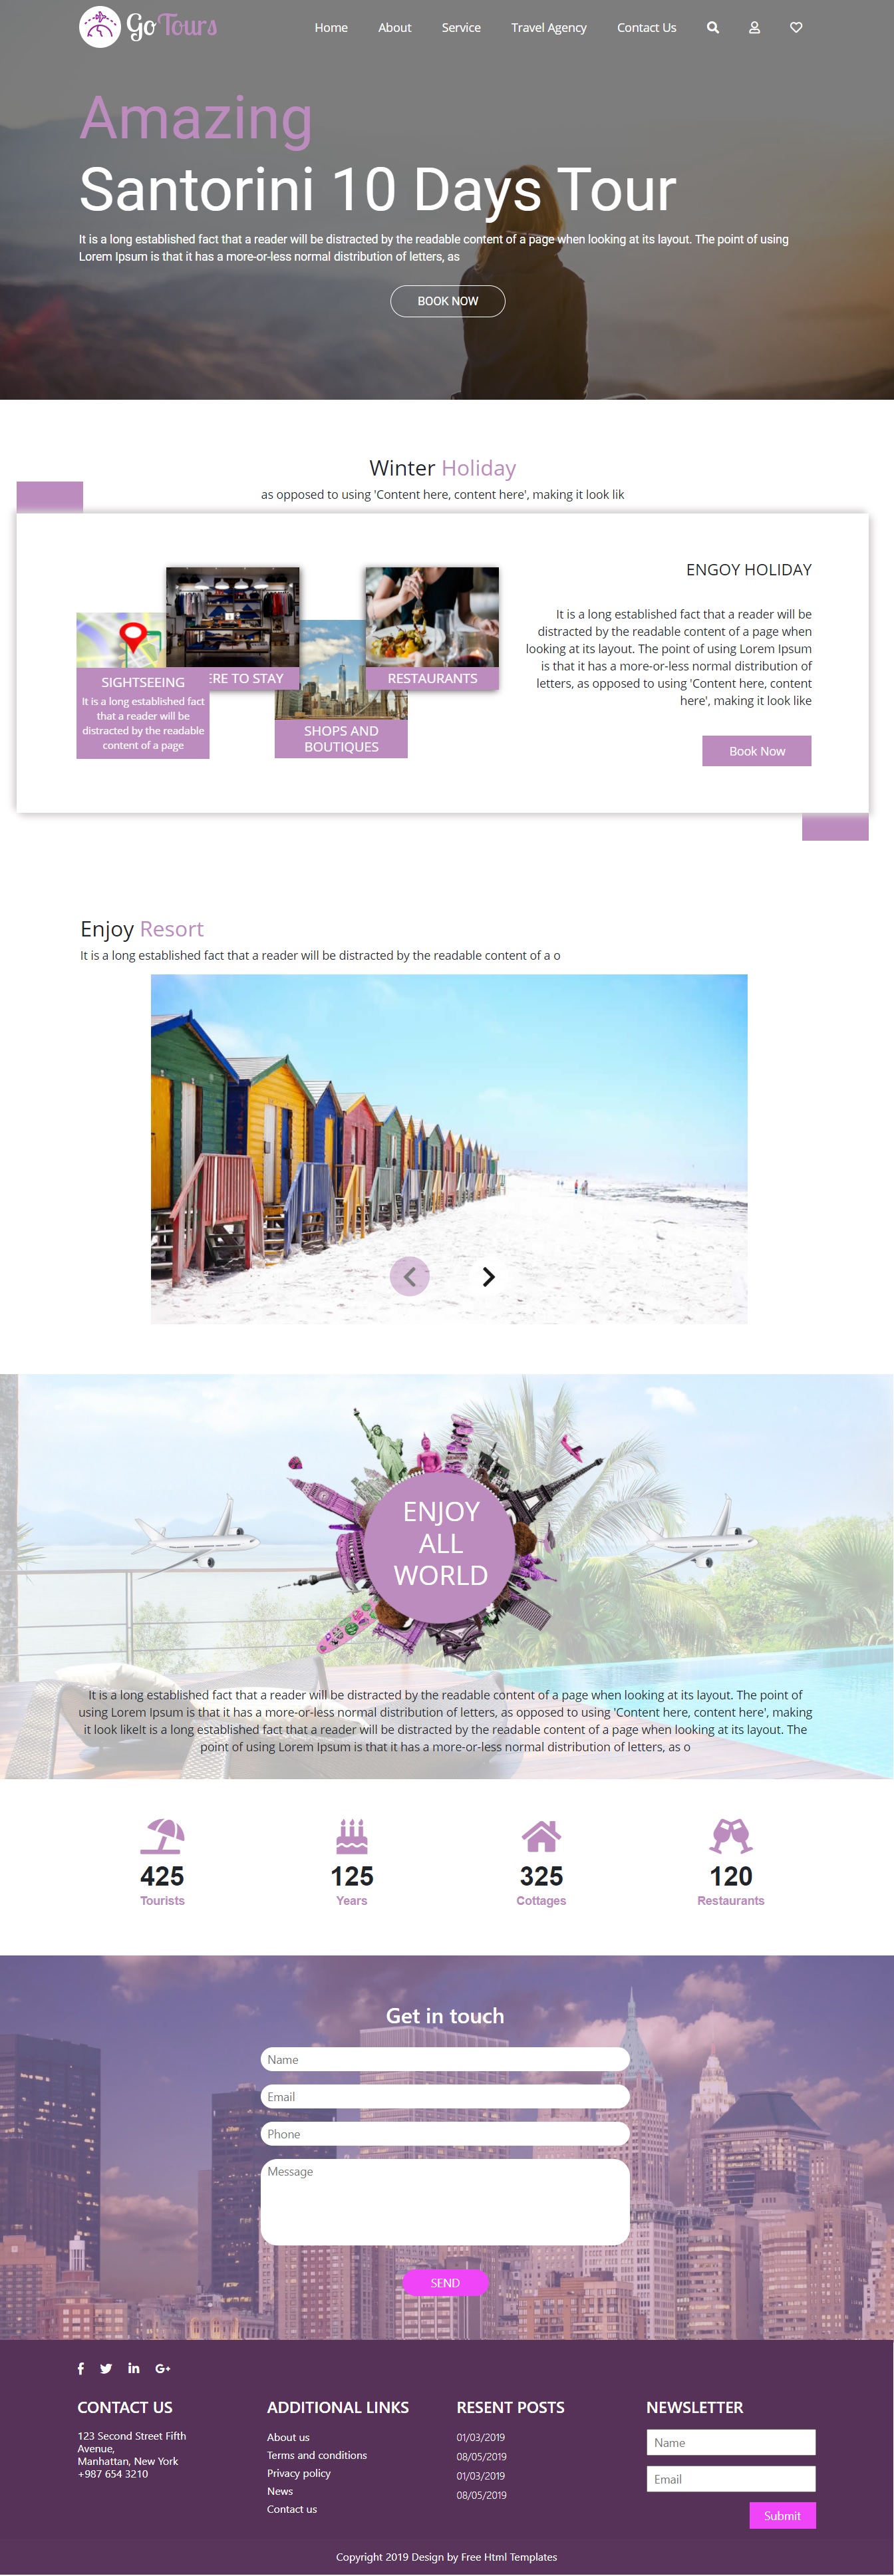 Go Tours
Home About Service Travel Agency Contact Us
Amazing
Santorini 10 Days Tour
It is a long established fact that a reader will be distracted by the readable content of a page when looking at its layout. The point of using
Lorem Ipsum is that it has a more-or-less normal distribution of letters, as
BOOK NOW
Winter Holiday
as opposed to using 'Content here, content here', making it look lik
SIGHTSEEING
It is a long established fact
that a reader will be
distracted by the readable
content of a page
ERE TO STAY
SHOPS AND
BOUTIQUES
RESTAURANTS
ENGOY HOLIDAY
It is a long established fact that a reader will be
distracted by the readable content of a page when
looking at its layout. The point of using Lorem Ipsum
is that it has a more-or-less normal distribution of
letters, as opposed to using 'Content here, content
here', making it look like
Book Now
Enjoy Resort
It is a long established fact that a reader will be distracted by the readable content of a o
ENJOY
ALL
WORLD
It is a long established fact that a reader will be distracted by the readable content of a page when looking at its layout. The point of
using Lorem Ipsum is that it has a more-or-less normal distribution of letters, as opposed to using 'Content here, content here', making
it look likeIt is a long established fact that a reader will be distracted by the readable content of a page when looking at its layout. The
point of using Lorem Ipsum is that it has a more-or-less normal distribution of letters, as o
425
Tourists
125
Years
325
Cottages
120
Restaurants
Get in touch
Name
Email
Phone
Message
SEND
CONTACT US
123 Second Street Fifth
Avenue,
Manhattan, New York
+987 654 3210
ADDITIONAL LINKS
About us
Terms and conditions
Privacy policy
News
Contact us
RESENT POSTS
01/03/2019
08/05/2019
01/03/2019
08/05/2019
NEWSLETTER
Name
Email
Submit
Copyright 2019 Design by Free Html Templates